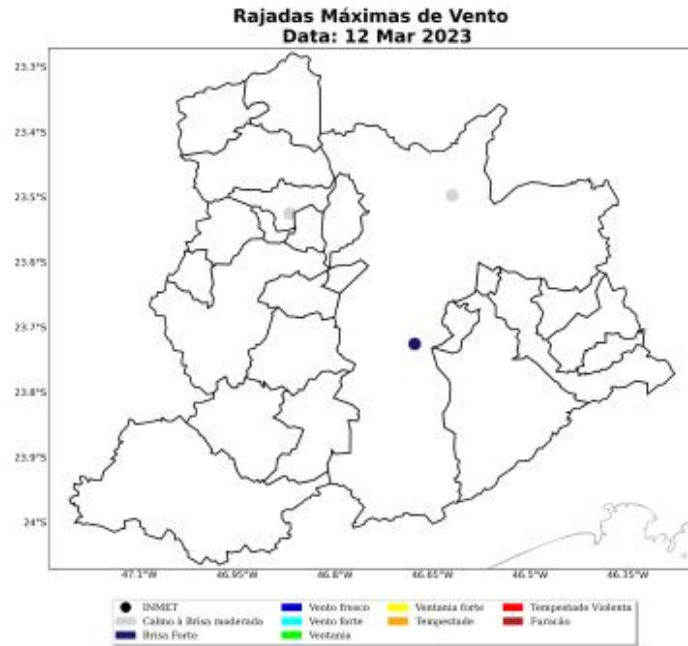 Rajadas Máximas de Vento
Data: 12 Mar 2023
23.3°S
23.4°S
23.5°S
23.6°S
23.7°S
23.8°S
23.9°S
24°S
47.1°W
46.95°W
46.8°W
46.65°W
46.5°W
46.35°W
INMET
Vento fresco
Ventania forte
Tempestade Violenta
Calmo à Brisa moderada
Vento forte
Tempestade
Furacão
Brisa Forte
Ventania